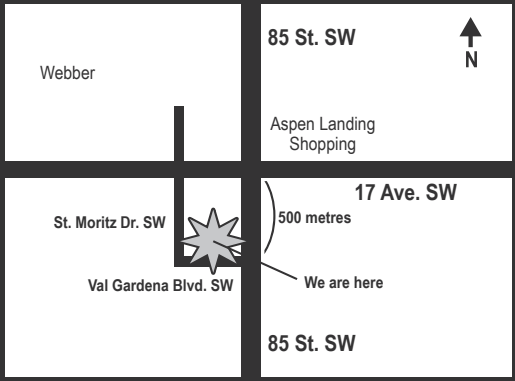 85 St. SW
N
Webber
Aspen Landing
Shopping
17 Ave. SW
St. Moritz Dr. SW
500 metres
Val Gardena Blvd. SW
We are here
85 St. SW